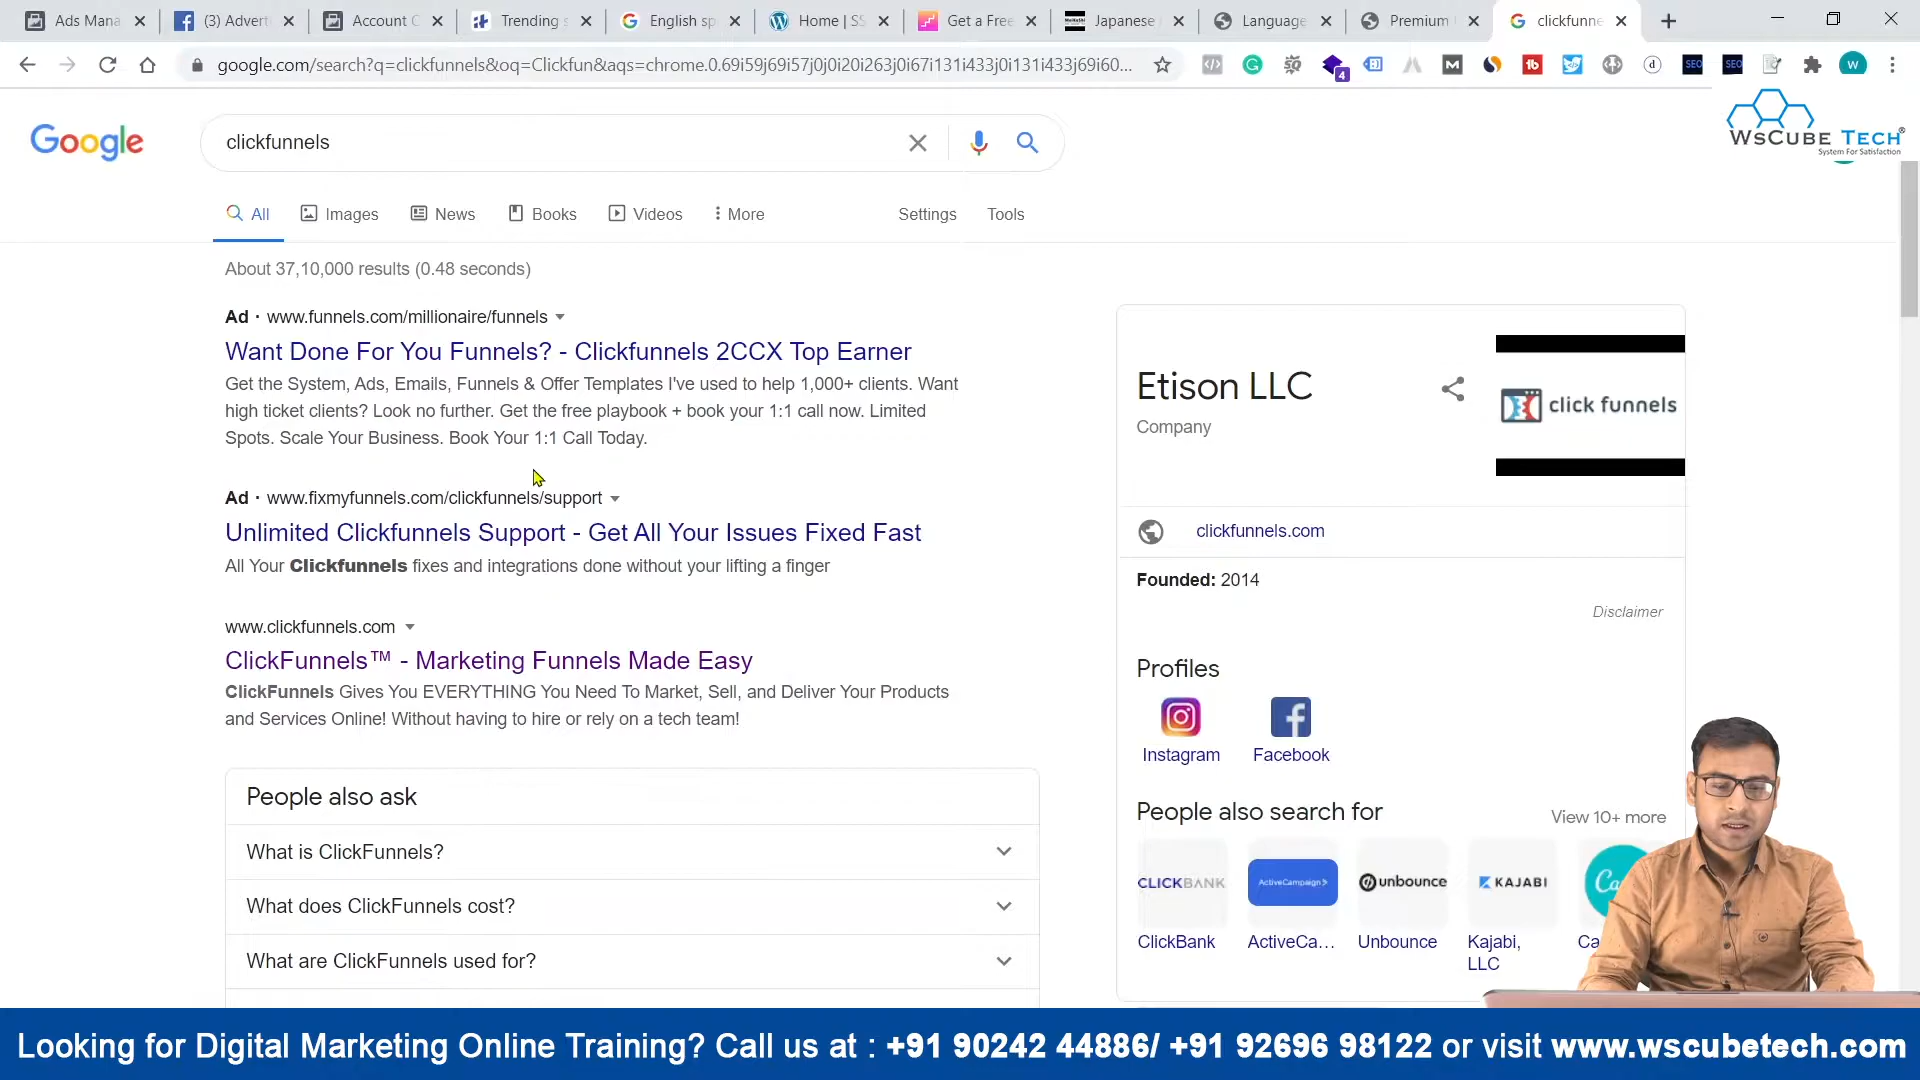 Ads Mana
(3) Advert
Account C
Trending s
English sp
Home | SS
Get a Free
Japanese
Language
Premium
clickfunne
google.com/search?q=clickfunnels&oq=Clickfun&aqs=chrome.0.69i59j69i57j0j0i20i263j0i67i131i433j0i131i433j69i60...
4
W
WsCube Tech®
System For Satisfaction
Google
clickfunnels
All
Images
News
Books
Videos
More
Settings
Tools
About 37,10,000 results (0.48 seconds)
Ad · www.funnels.com/millionaire/funnels
Want Done For You Funnels? - Clickfunnels 2CCX Top Earner
Get the System, Ads, Emails, Funnels & Offer Templates I've used to help 1,000+ clients. Want
high ticket clients? Look no further. Get the free playbook + book your 1:1 call now. Limited
Spots. Scale Your Business. Book Your 1:1 Call Today.
Ad · www.fixmyfunnels.com/clickfunnels/support
Unlimited Clickfunnels Support - Get All Your Issues Fixed Fast
All Your Clickfunnels fixes and integrations done without your lifting a finger
www.clickfunnels.com
ClickFunnels™ - Marketing Funnels Made Easy
ClickFunnels Gives You EVERYTHING You Need To Market, Sell, and Deliver Your Products
and Services Online! Without having to hire or rely on a tech team!
People also ask
What is ClickFunnels?
What does ClickFunnels cost?
What are ClickFunnels used for?
Etison LLC
Company
click funnels
clickfunnels.com
Founded: 2014
Disclaimer
Profiles
Instagram
Facebook
People also search for
View 10+ more
CLICKBANK
ActiveCampaign >
unbounce
KAJABI
Ca
ClickBank
ActiveCa...
Unbounce
Kajabi,
LLC
Ca
Looking for Digital Marketing Online Training? Call us at : +91 90242 44886/ +91 92696 98122 or visit www.wscubetech.com